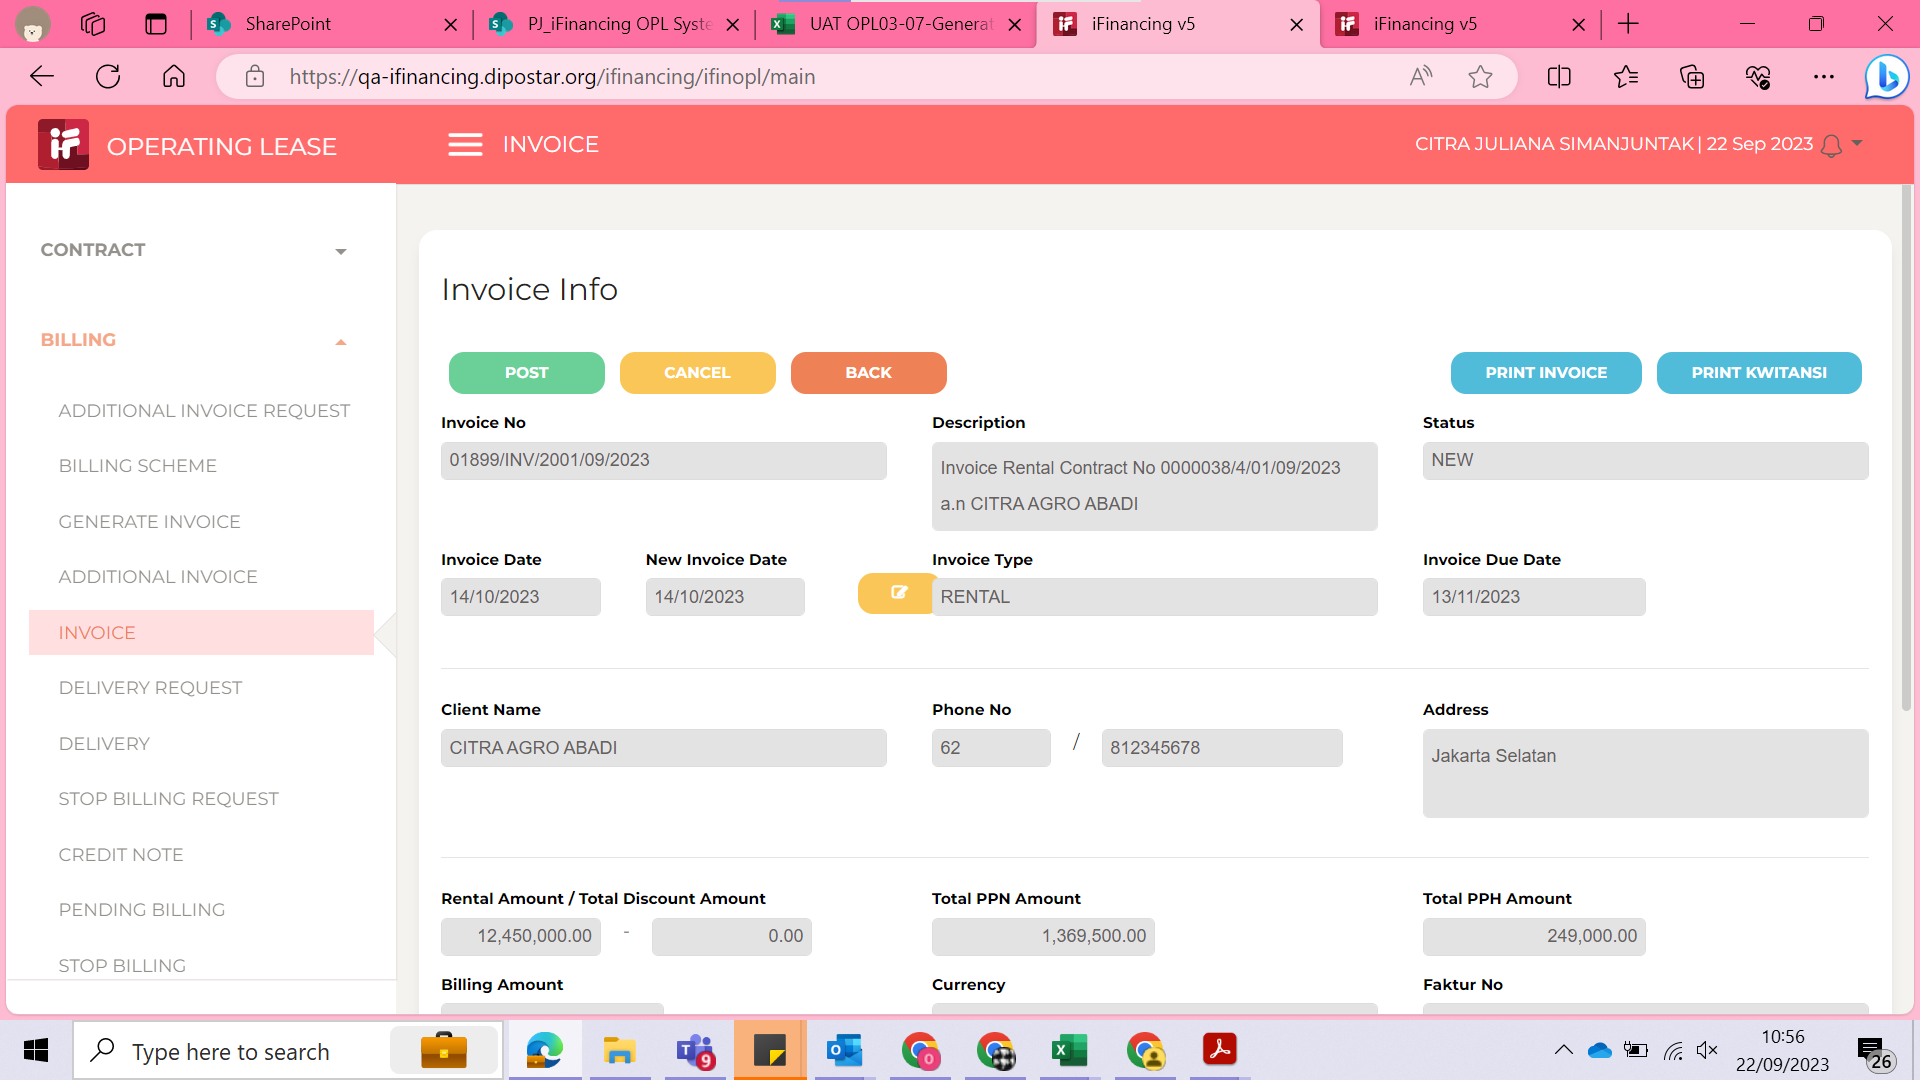 SharePoint
PJ_iFinancing OPL Syste
UAT OPL03-07-Generat
iFinancing v5
iFinancing v5
https://qa-ifinancing.dipostar.org/ifinancing/ifinopl/main
iF OPERATING LEASE
INVOICE
CITRA JULIANA SIMANJUNTAK | 22 Sep 2023
CONTRACT
BILLING
ADDITIONAL INVOICE REQUEST
BILLING SCHEME
GENERATE INVOICE
ADDITIONAL INVOICE
INVOICE
DELIVERY REQUEST
DELIVERY
STOP BILLING REQUEST
CREDIT NOTE
PENDING BILLING
STOP BILLING
Invoice Info
POST CANCEL BACK PRINT INVOICE PRINT KWITANSI
Invoice No Description Status
01899/INV/2001/09/2023
Invoice Rental Contract No 0000038/4/01/09/2023
a.n CITRA AGRO ABADI
NEW
Invoice Date New Invoice Date Invoice Type Invoice Due Date
14/10/2023 14/10/2023 RENTAL 13/11/2023
Client Name Phone No Address
CITRA AGRO ABADI 62 / 812345678 Jakarta Selatan
Rental Amount / Total Discount Amount Total PPN Amount Total PPH Amount
12,450,000.00 - 0.00 1,369,500.00 249,000.00
Billing Amount Currency Faktur No
Type here to search
9
10:56
22/09/2023
26